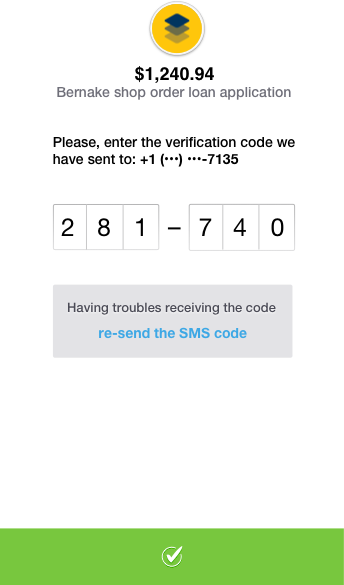 $1,240.94
Bernake shop order loan application
Please, enter the verification code we
have sent to: +1 (•••) •••-7135
2 8 1 – 7 4 0
Having troubles receiving the code
re-send the SMS code